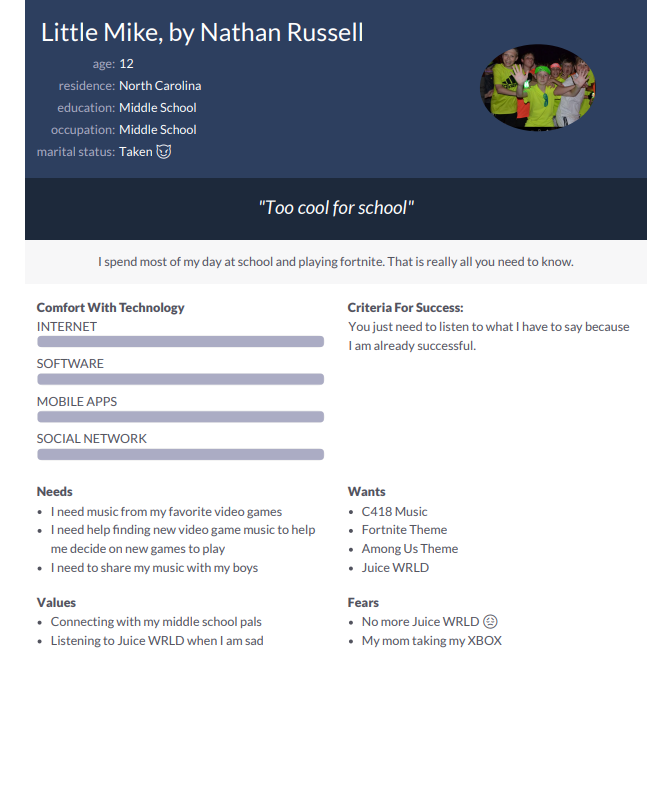 Little Mike, by Nathan Russell
age: 12
residence: North Carolina
education: Middle School
occupation: Middle School
marital status: Taken 😈
"Too cool for school"
I spend most of my day at school and playing fortnite. That is really all you need to know.
Comfort With Technology
INTERNET
SOFTWARE
MOBILE APPS
SOCIAL NETWORK
Criteria For Success:
You just need to listen to what I have to say because
I am already successful.
Needs
• I need music from my favorite video games
• I need help finding new video game music to help
me decide on new games to play
• I need to share my music with my boys
Wants
• C418 Music
• Fortnite Theme
• Among Us Theme
• Juice WRLD
Values
• Connecting with my middle school pals
• Listening to Juice WRLD when I am sad
Fears
• No more Juice WRLD 😔
• My mom taking my XBOX